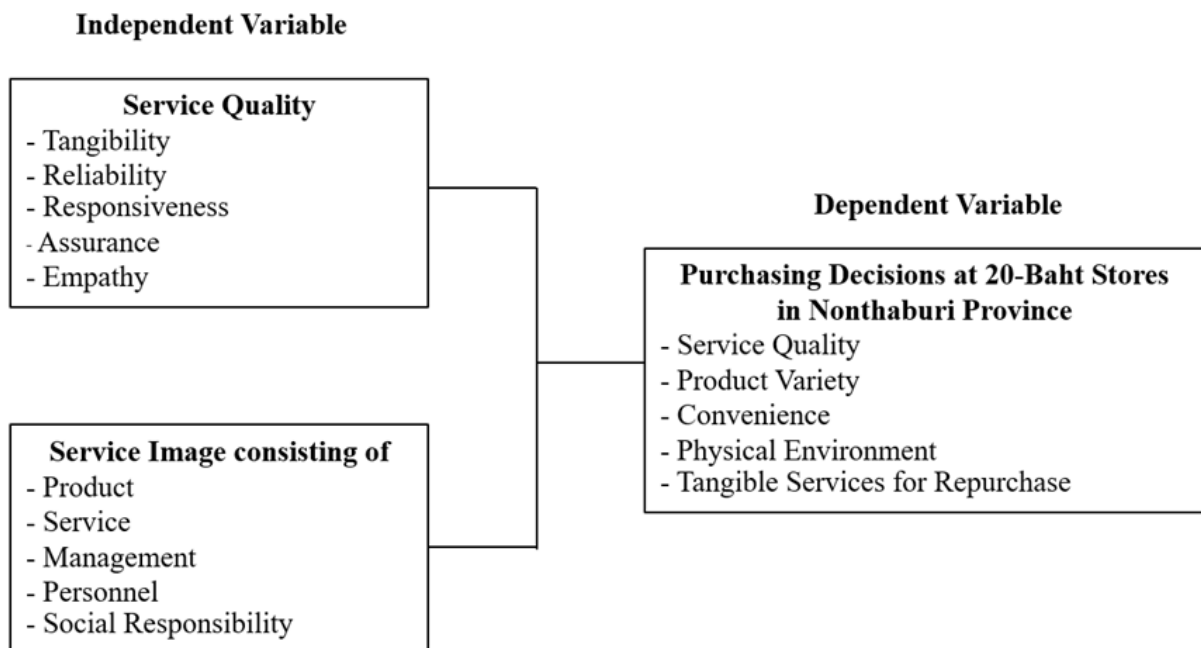 Independent Variable
Service Quality
- Tangibility
- Reliability
- Responsiveness
- Assurance
- Empathy
Service Image consisting of
- Product
- Service
- Management
- Personnel
- Social Responsibility
Dependent Variable
Purchasing Decisions at 20-Baht Stores
in Nonthaburi Province
- Service Quality
- Product Variety
- Convenience
- Physical Environment
- Tangible Services for Repurchase